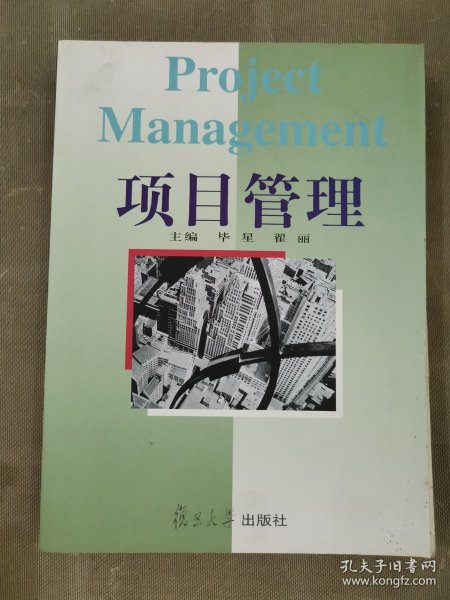 Project
Management
项目管理
主编 毕星 翟丽
復旦大学 出版社
孔夫子旧书网
www.kongfz.com